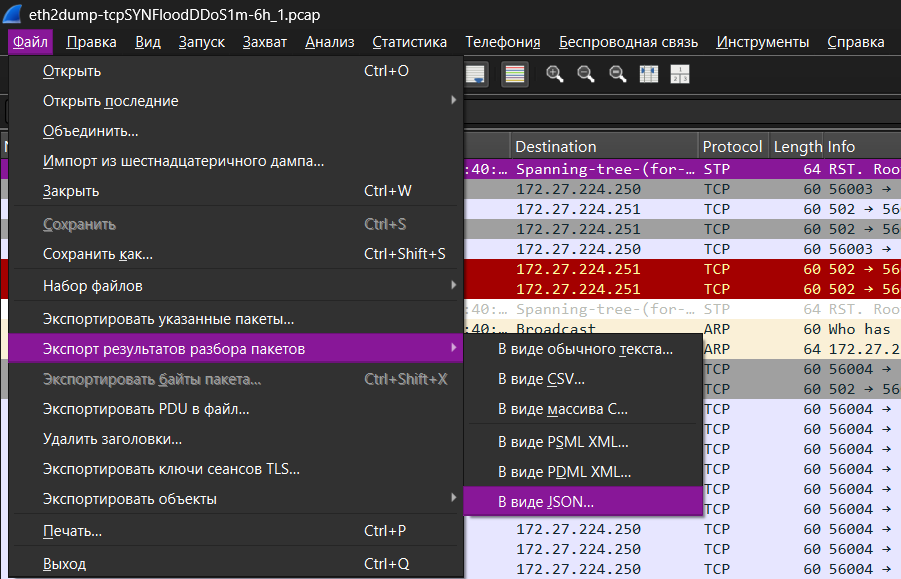 eth2dump-tcpSYNFloodDDoS1m-6h_1.pcap
Файл Правка Вид Запуск Захват Анализ Статистика Телефония Беспроводная связь Инструменты Справка
Открыть Ctrl+O
Открыть последние
Объединить...
Импорт из шестнадцатеричного дампа...
Закрыть Ctrl+W
Сохранить Ctrl+S
Сохранить как... Ctrl+Shift+S
Набор файлов
Экспортировать указанные пакеты...
Экспорт результатов разбора пакетов
Экспортировать байты пакета... Ctrl+Shift+X
Экспортировать PDU в файл...
Удалить заголовки...
Экспортировать ключи сеансов TLS...
Экспортировать объекты
Печать... Ctrl+P
Выход Ctrl+Q
В виде обычного текста...
В виде CSV...
В виде массива C...
В виде PSML XML...
В виде PDML XML...
В виде JSON...
Destination Protocol Length Info
:40:… Spanning-tree-(for-… STP 64 RST. Roo
172.27.224.250 TCP 60 56003 →
172.27.224.251 TCP 60 502 → 56
172.27.224.251 TCP 60 502 → 56
172.27.224.250 TCP 60 56003 →
172.27.224.251 TCP 60 502 → 56
172.27.224.251 TCP 60 502 → 56
:40:… Spanning-tree-(for-… STP 64 RST. Roo
:40:… Broadcast ARP 60 Who has
ARP 64 172.27.2
TCP 60 56004 →
TCP 60 502 → 56
TCP 60 56004 →
TCP 60 56004 →
TCP 60 56004 →
TCP 60 56004 →
TCP 60 56004 →
TCP 60 56004 →
172.27.224.250 TCP 60 56004 →
172.27.224.250 TCP 60 56004 →
172.27.224.250 TCP 60 56004 →